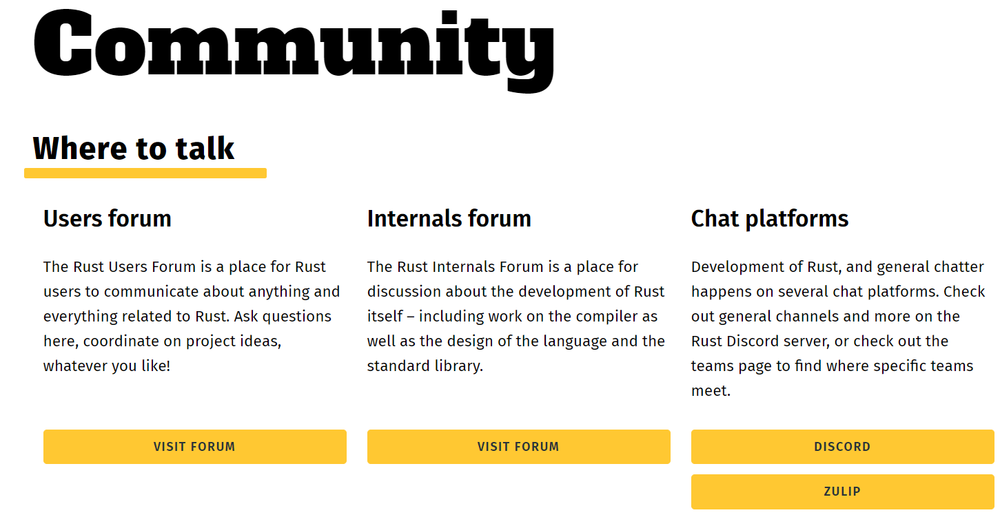 Community
Where to talk
Users forum
The Rust Users Forum is a place for Rust
users to communicate about anything and
everything related to Rust. Ask questions
here, coordinate on project ideas,
whatever you like!
VISIT FORUM
Internals forum
The Rust Internals Forum is a place for
discussion about the development of Rust
itself – including work on the compiler as
well as the design of the language and the
standard library.
VISIT FORUM
Chat platforms
Development of Rust, and general chatter
happens on several chat platforms. Check
out general channels and more on the
Rust Discord server, or check out the
teams page to find where specific teams
meet.
DISCORD
ZULIP